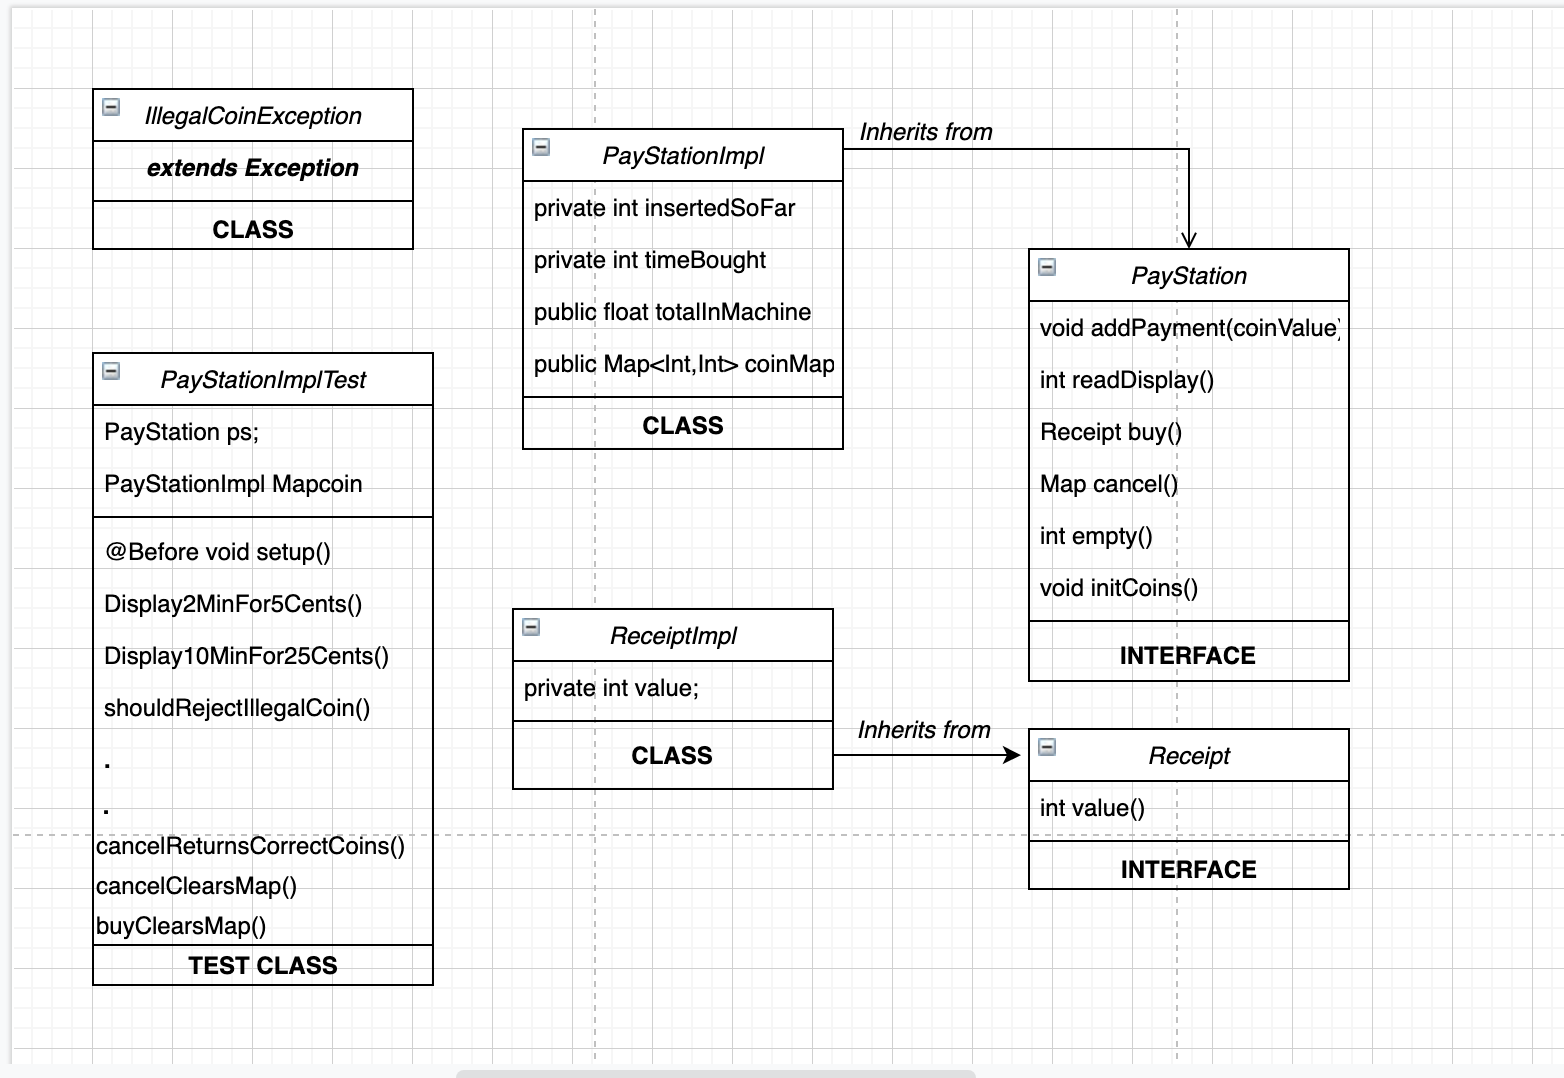 IllegalCoinException
extends Exception
CLASS
PayStationImplTest
PayStation ps;
PayStationImpl Mapcoin
@Before void setup()
Display2MinFor5Cents()
Display10MinFor25Cents()
shouldRejectIllegalCoin()
.
.
cancelReturnsCorrectCoins()
cancelClearsMap()
buyClearsMap()
TEST CLASS
PayStationImpl
private int insertedSoFar
private int timeBought
public float totalInMachine
public Map<Int,Int> coinMap
CLASS
Inherits from
PayStation
void addPayment(coinValue)
int readDisplay()
Receipt buy()
Map cancel()
int empty()
void initCoins()
INTERFACE
ReceiptImpl
private int value;
CLASS
Inherits from
Receipt
int value()
INTERFACE